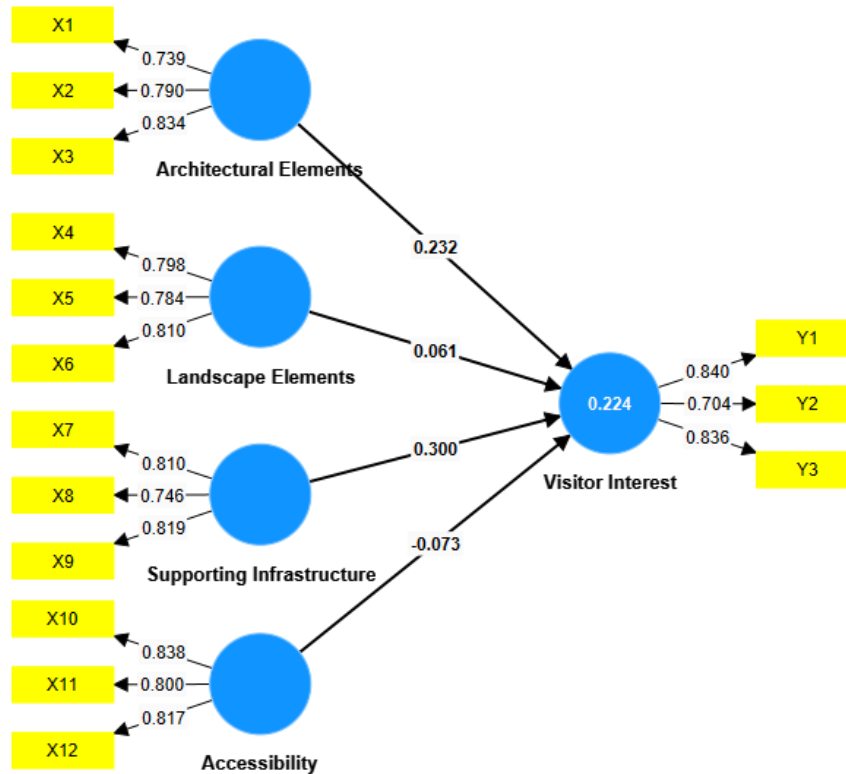 X1
0.739
X2
0.790
0.834
X3
Architectural Elements
0.232
X4
0.798
X5
0.784
0.810
X6
Landscape Elements
0.061
X7
0.810
X8
0.746
0.819
X9
Supporting Infrastructure
0.300
X10
0.838
X11
0.800
0.817
X12
Accessibility
-0.073
0.224
Visitor Interest
Y1
0.840
0.704
Y2
0.836
Y3